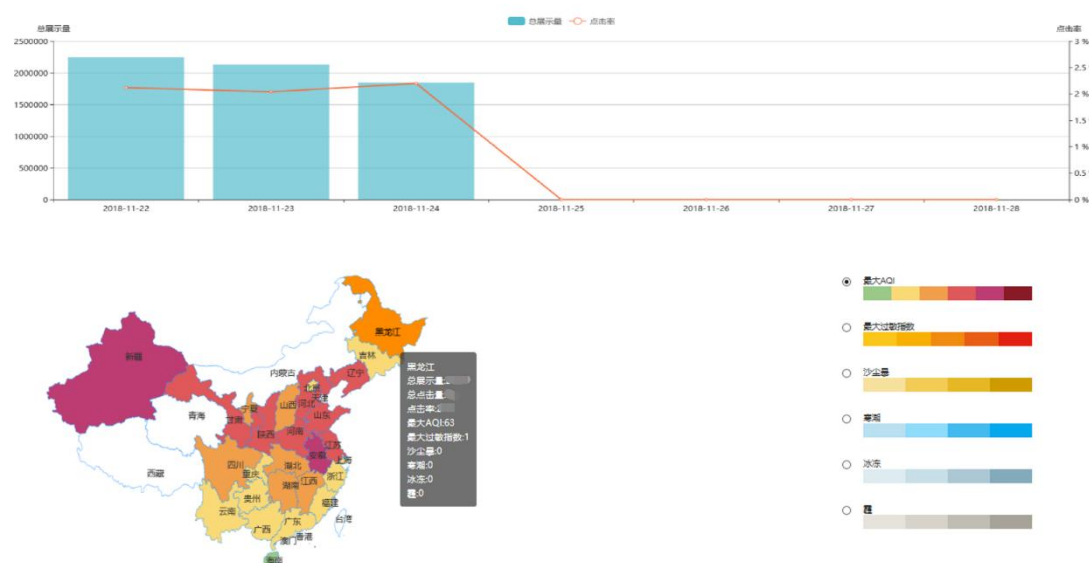 总展示量 点击率
总展示量
点击率
2500000
2000000
1500000
1000000
500000
0
3 %
2.5 %
2 %
1.5 %
1 %
0.5 %
0 %
2018-11-22 2018-11-23 2018-11-24 2018-11-25 2018-11-26 2018-11-27 2018-11-28
黑龙江
吉林
新疆
内蒙古
辽宁
北京
天津
宁夏
山西
河北
山东
青海
甘肃
陕西
河南
江苏
安徽
上海
西藏
四川
重庆
湖北
浙江
湖南
江西
贵州
福建
云南
广西
广东
台湾
澳门
香港
海南
黑龙江
总展示量:
总点击量:
点击率:
最大AQI:63
最大过敏指数:1
沙尘暴:0
寒潮:0
冰冻:0
霾:0
最大AQI
最大过敏指数
沙尘暴
寒潮
冰冻
霾